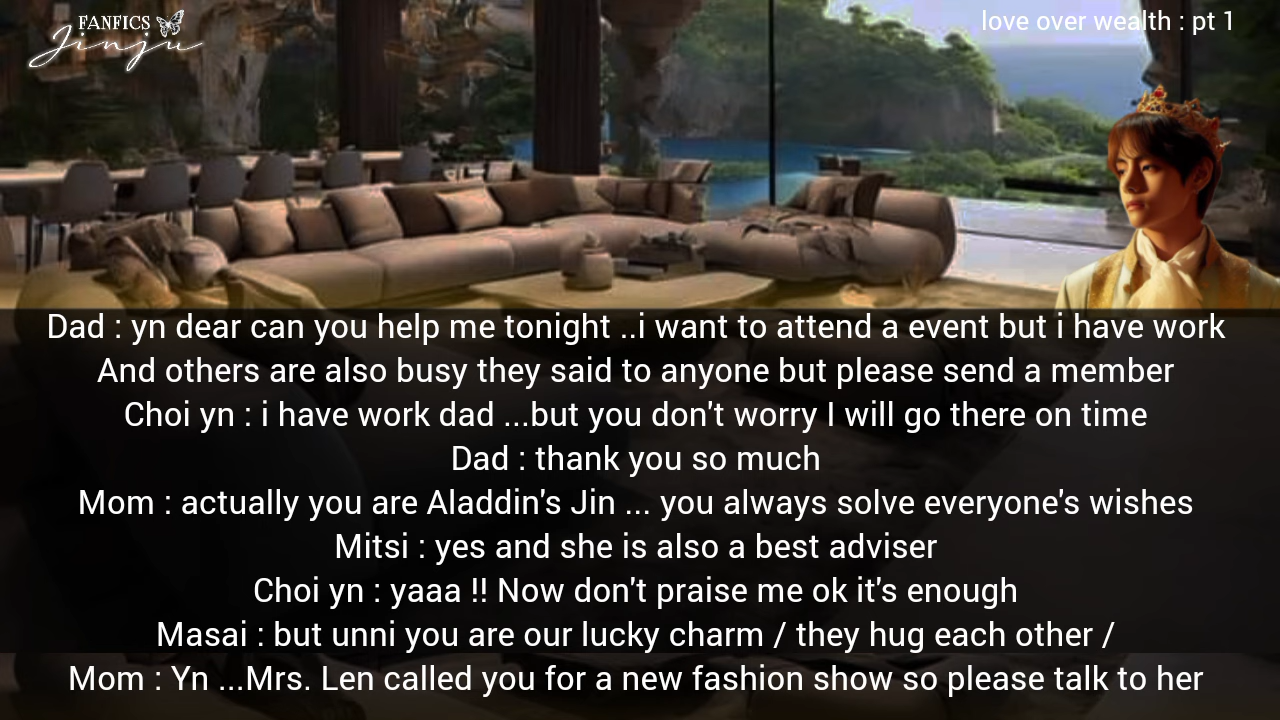 FANFICS
Jinju
love over wealth : pt 1
Dad : yn dear can you help me tonight ..i want to attend a event but i have work
And others are also busy they said to anyone but please send a member
Choi yn : i have work dad ...but you don't worry I will go there on time
Dad : thank you so much
Mom : actually you are Aladdin's Jin ... you always solve everyone's wishes
Mitsi : yes and she is also a best adviser
Choi yn : yaaa !! Now don't praise me ok it's enough
Masai : but unni you are our lucky charm / they hug each other /
Mom : Yn ...Mrs. Len called you for a new fashion show so please talk to her